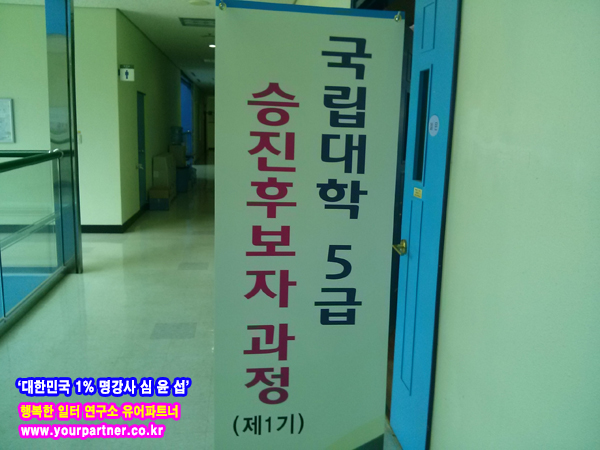 국립대학 5급
승진후보자 과정
(제1기)
‘대한민국 1% 명강사 심 윤 섭’
행복한 일터 연구소 유어파트너
www.yourpartner.co.kr